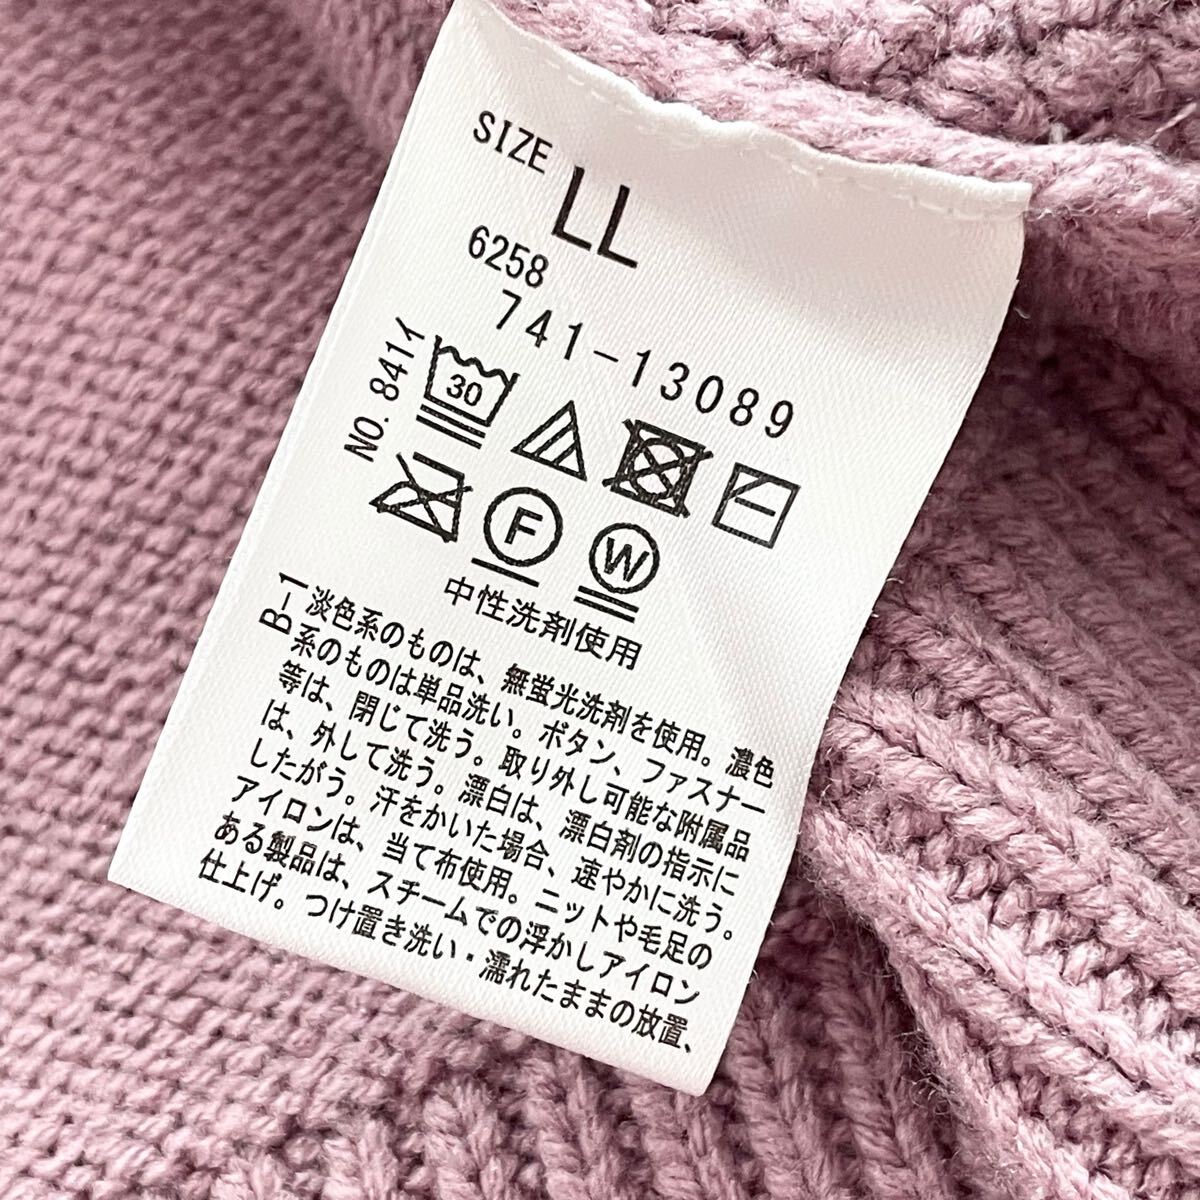 SIZE
LL
6258
741-13089
NO. 841イ
30
F
W
中性洗剤使用
B-1
淡色系のものは、無蛍光洗剤を使用。濃色
系のものは単品洗い。ボタン、ファスナー
等は、閉じて洗う。取り外し可能な附属品
は、外して洗う。漂白は、漂白剤の指示に
したがう。汗をかいた場合、速やかに洗う。
アイロンは、当て布使用。ニットや毛足の
ある製品は、スチームでの浮かしアイロン
仕上げ。つけ置き洗い・濡れたままの放置、